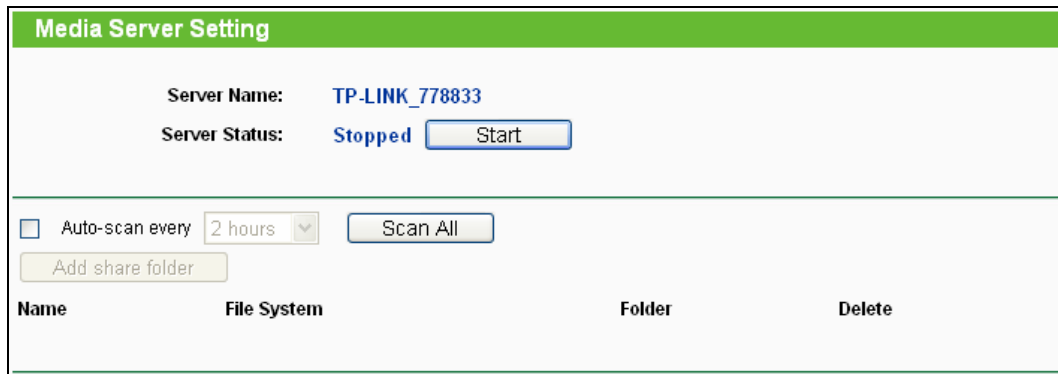 Media Server Setting
Server Name: TP-LINK_778833
Server Status: Stopped Start
Auto-scan every 2 hours Scan All
Add share folder
Name File System Folder Delete